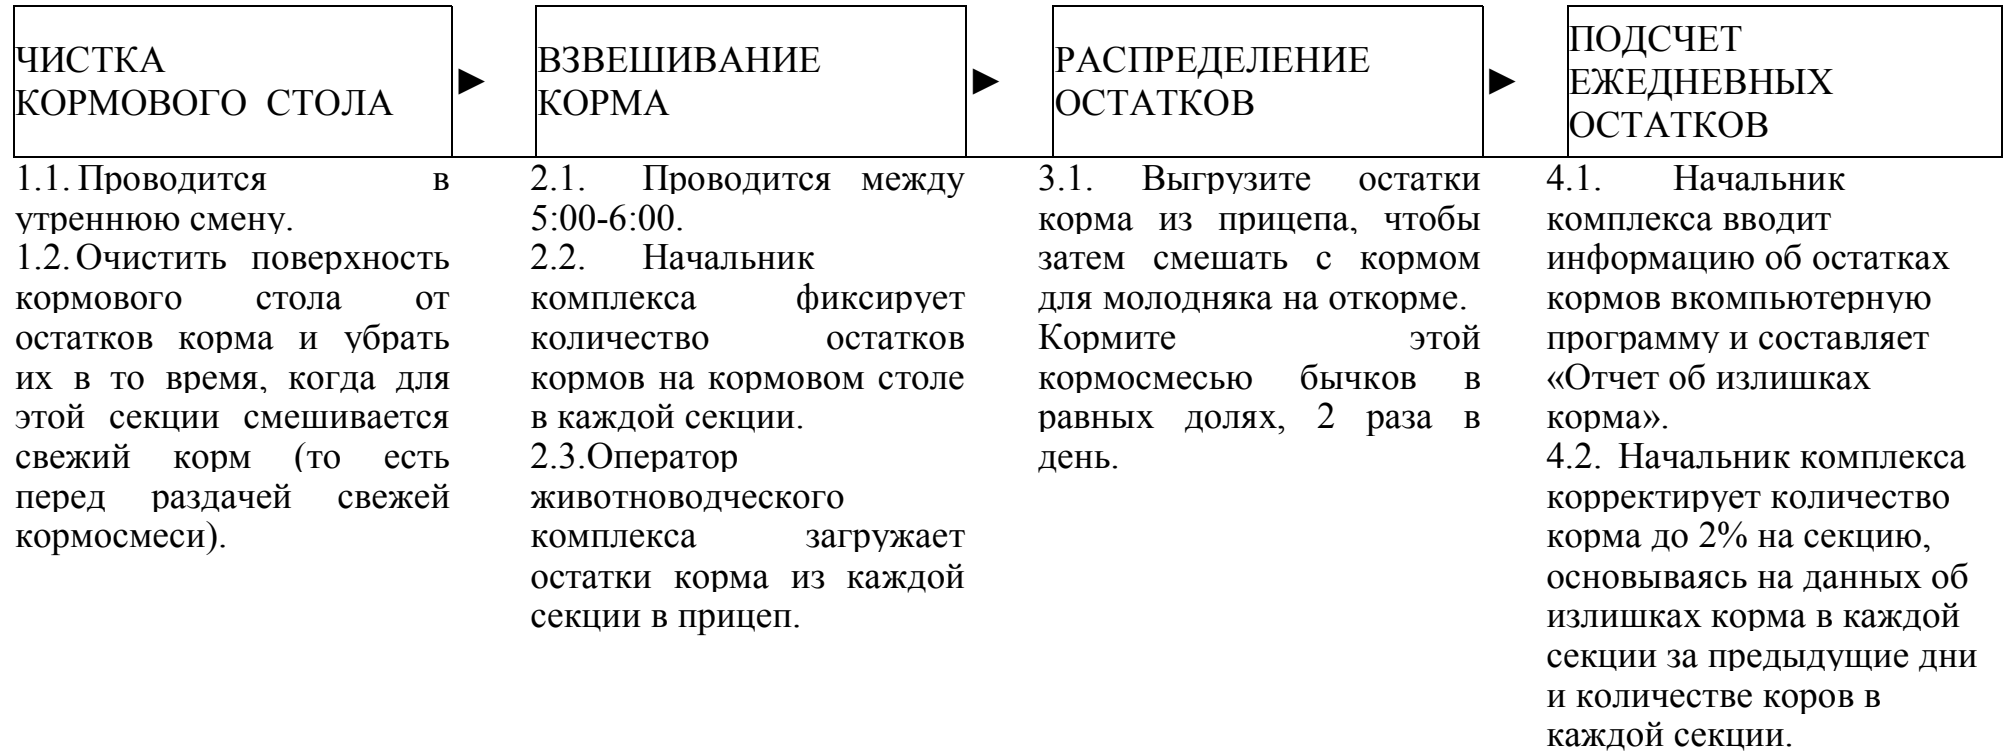 ЧИСТКА
КОРМОВОГО СТОЛА
►
ВЗВЕШИВАНИЕ
КОРМА
►
РАСПРЕДЕЛЕНИЕ
ОСТАТКОВ
►
ПОДСЧЕТ
ЕЖЕДНЕВНЫХ
ОСТАТКОВ
1.1. Проводится в
утреннюю смену.
1.2. Очистить поверхность
кормового стола от
остатков корма и убрать
их в то время, когда для
этой секции смешивается
свежий корм (то есть
перед раздачей свежей
кормосмеси).
2.1. Проводится между
5:00-6:00.
2.2. Начальник
комплекса фиксирует
количество остатков
кормов на кормовом столе
в каждой секции.
2.3.Оператор
животноводческого
комплекса загружает
остатки корма из каждой
секции в прицеп.
3.1. Выгрузите остатки
корма из прицепа, чтобы
затем смешать с кормом
для молодняка на откорме.
Кормите этой
кормосмесью бычков в
равных долях, 2 раза в
день.
4.1. Начальник
комплекса вводит
информацию об остатках
кормов вкомпьютерную
программу и составляет
«Отчет об излишках
корма».
4.2. Начальник комплекса
корректирует количество
корма до 2% на секцию,
основываясь на данных об
излишках корма в каждой
секции за предыдущие дни
и количестве коров в
каждой секции.